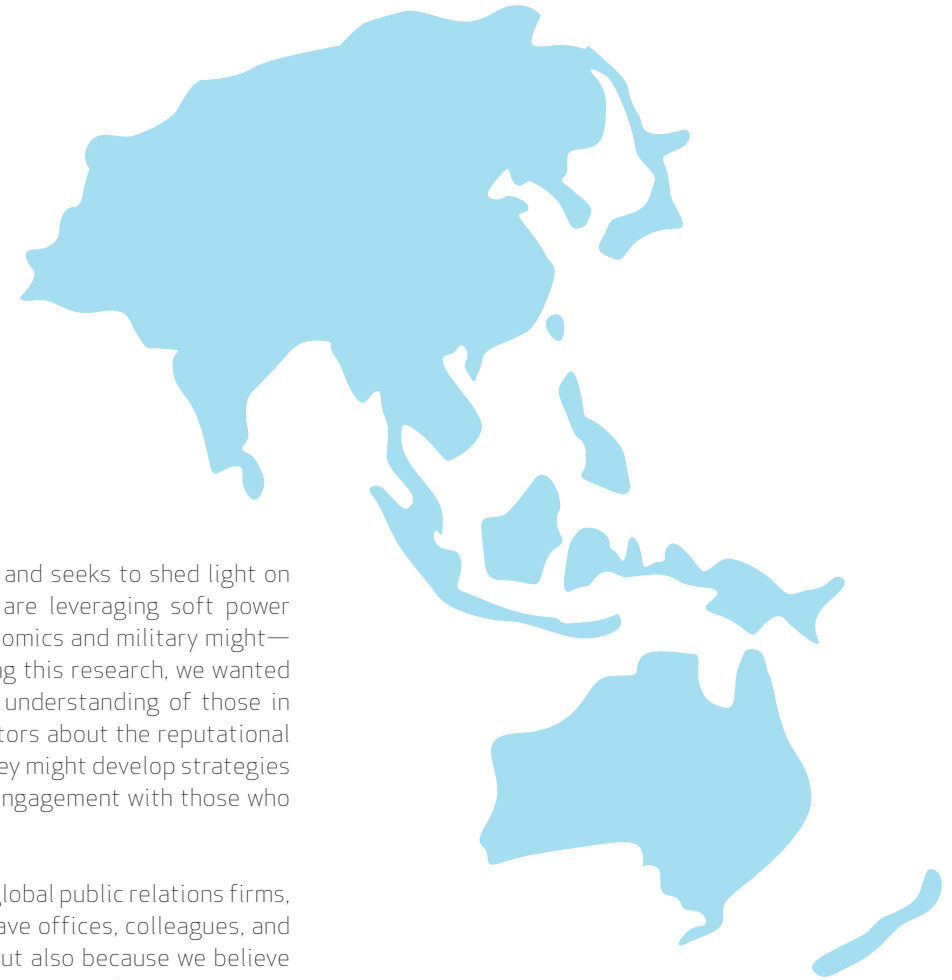 and seeks to shed light on
are leveraging soft power
nomics and military might—
ng this research, we wanted
understanding of those in
tors about the reputational
ey might develop strategies
ngagement with those who
global public relations firms,
ave offices, colleagues, and
ut also because we believe